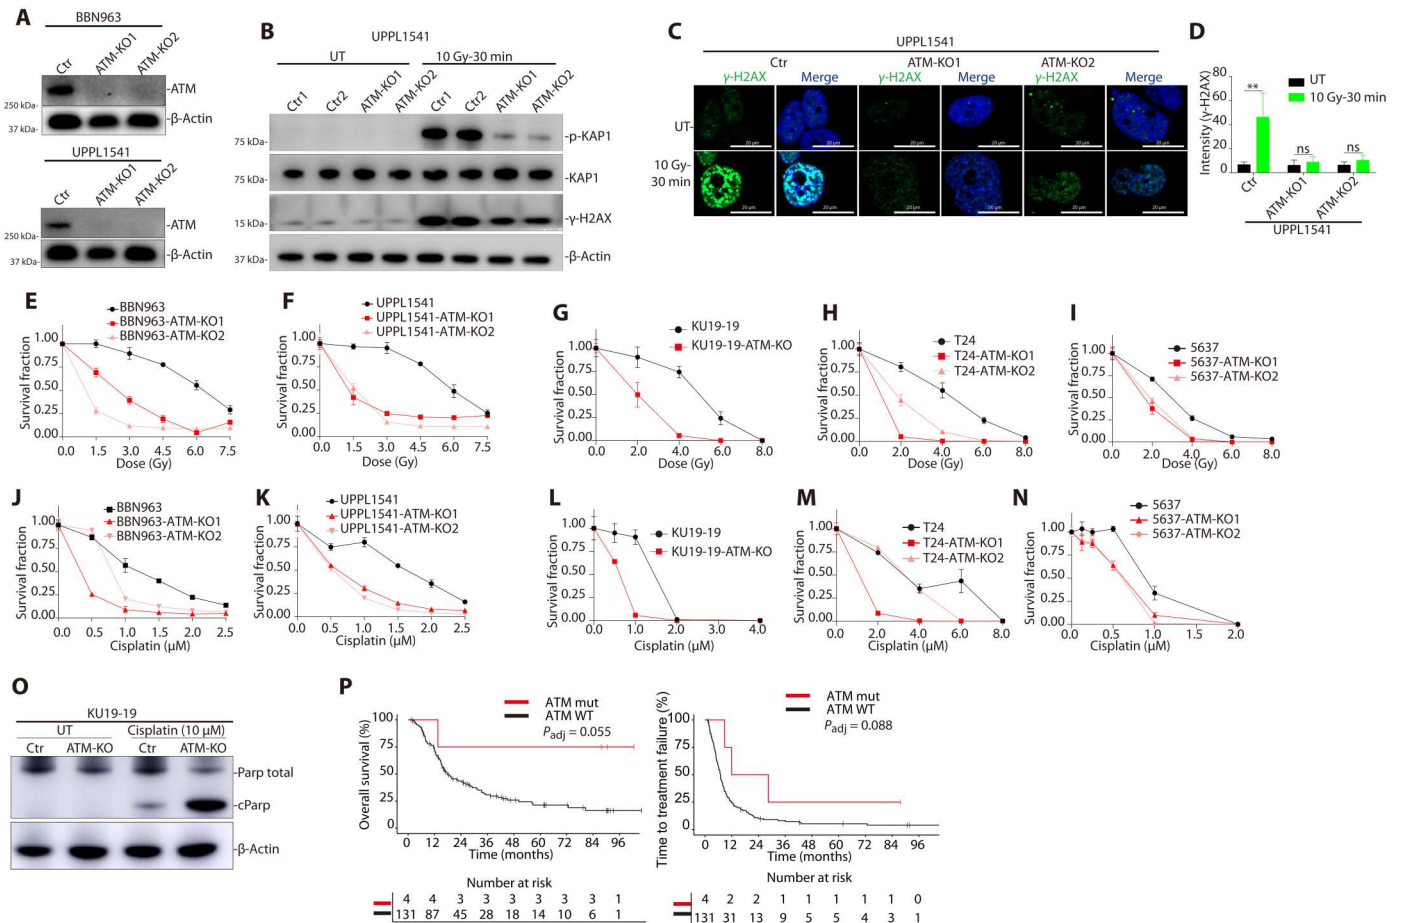 A
BBN963
Ctr
ATM-KO1
ATM-KO2
-ATM
250 kDa-
-β-Actin
37 kDa-
UPPL1541
Ctr
ATM-KO1
ATM-KO2
-ATM
250 kDa-
-β-Actin
37 kDa-
B
UPPL1541
UT
10 Gy-30 min
Ctr1
Ctr2
ATM-KO1
ATM-KO2
Ctr1
Ctr2
ATM-KO1
ATM-KO2
-p-KAP1
75 kDa-
-KAP1
75 kDa-
-γ-H2AX
15 kDa-
-β-Actin
37 kDa-
C
UPPL1541
Ctr ATM-KO1 ATM-KO2
γ-H2AX Merge γ-H2AX Merge γ-H2AX Merge
UT-
20 μm 20 μm 20 μm 20 μm 20 μm 20 μm
10 Gy-
30 min
20 μm 20 μm 20 μm 20 μm 20 μm 20 μm
D
Intensity (γ-H2AX)
80
60
40
20
0
UT
10 Gy-30 min
**
ns
ns
Ctr
ATM-KO1
ATM-KO2
UPPL1541
E
BBN963
BBN963-ATM-KO1
BBN963-ATM-KO2
Survival fraction
1.00
0.75
0.50
0.25
0.00
0.0 1.5 3.0 4.5 6.0 7.5
Dose (Gy)
F
UPPL1541
UPPL1541-ATM-KO1
UPPL1541-ATM-KO2
Survival fraction
1.00
0.75
0.50
0.25
0.00
0.0 1.5 3.0 4.5 6.0 7.5
Dose (Gy)
G
KU19-19
KU19-19-ATM-KO
Survival fraction
1.00
0.75
0.50
0.25
0.00
0.0 2.0 4.0 6.0 8.0
Dose (Gy)
H
T24
T24-ATM-KO1
T24-ATM-KO2
Survival fraction
1.00
0.75
0.50
0.25
0.00
0.0 2.0 4.0 6.0 8.0
Dose (Gy)
I
5637
5637-ATM-KO1
5637-ATM-KO2
Survival fraction
1.00
0.75
0.50
0.25
0.00
0.0 2.0 4.0 6.0 8.0
Dose (Gy)
J
BBN963
BBN963-ATM-KO1
BBN963-ATM-KO2
Survival fraction
1.00
0.75
0.50
0.25
0.00
0.0 0.5 1.0 1.5 2.0 2.5
Cisplatin (μM)
K
UPPL1541
UPPL1541-ATM-KO1
UPPL1541-ATM-KO2
Survival fraction
1.00
0.75
0.50
0.25
0.00
0.0 0.5 1.0 1.5 2.0 2.5
Cisplatin (μM)
L
KU19-19
KU19-19-ATM-KO
Survival fraction
1.00
0.75
0.50
0.25
0.00
0.0 1.0 2.0 3.0 4.0
Cisplatin (μM)
M
T24
T24-ATM-KO1
T24-ATM-KO2
Survival fraction
1.00
0.75
0.50
0.25
0.00
0.0 2.0 4.0 6.0 8.0
Cisplatin (μM)
N
5637
5637-ATM-KO1
5637-ATM-KO2
Survival fraction
1.00
0.75
0.50
0.25
0.00
0.0 0.5 1.0 1.5 2.0
Cisplatin (μM)
O
KU19-19
UT Cisplatin (10 μM)
Ctr ATM-KO Ctr ATM-KO
-Parp total
-cParp
-β-Actin
P
ATM mut
ATM WT
Padj = 0.055
Overall survival (%)
100
75
50
25
0
0 12 24 36 48 60 72 84 96
Time (months)
Number at risk
4 4 3 3 3 3 3 3 1
131 87 45 28 18 14 10 6 1
ATM mut
ATM WT
Padj = 0.088
Time to treatment failure (%)
100
75
50
25
0
0 12 24 36 48 60 72 84 96
Time (months)
Number at risk
4 2 2 1 1 1 1 1 0
131 31 13 9 5 5 4 3 1